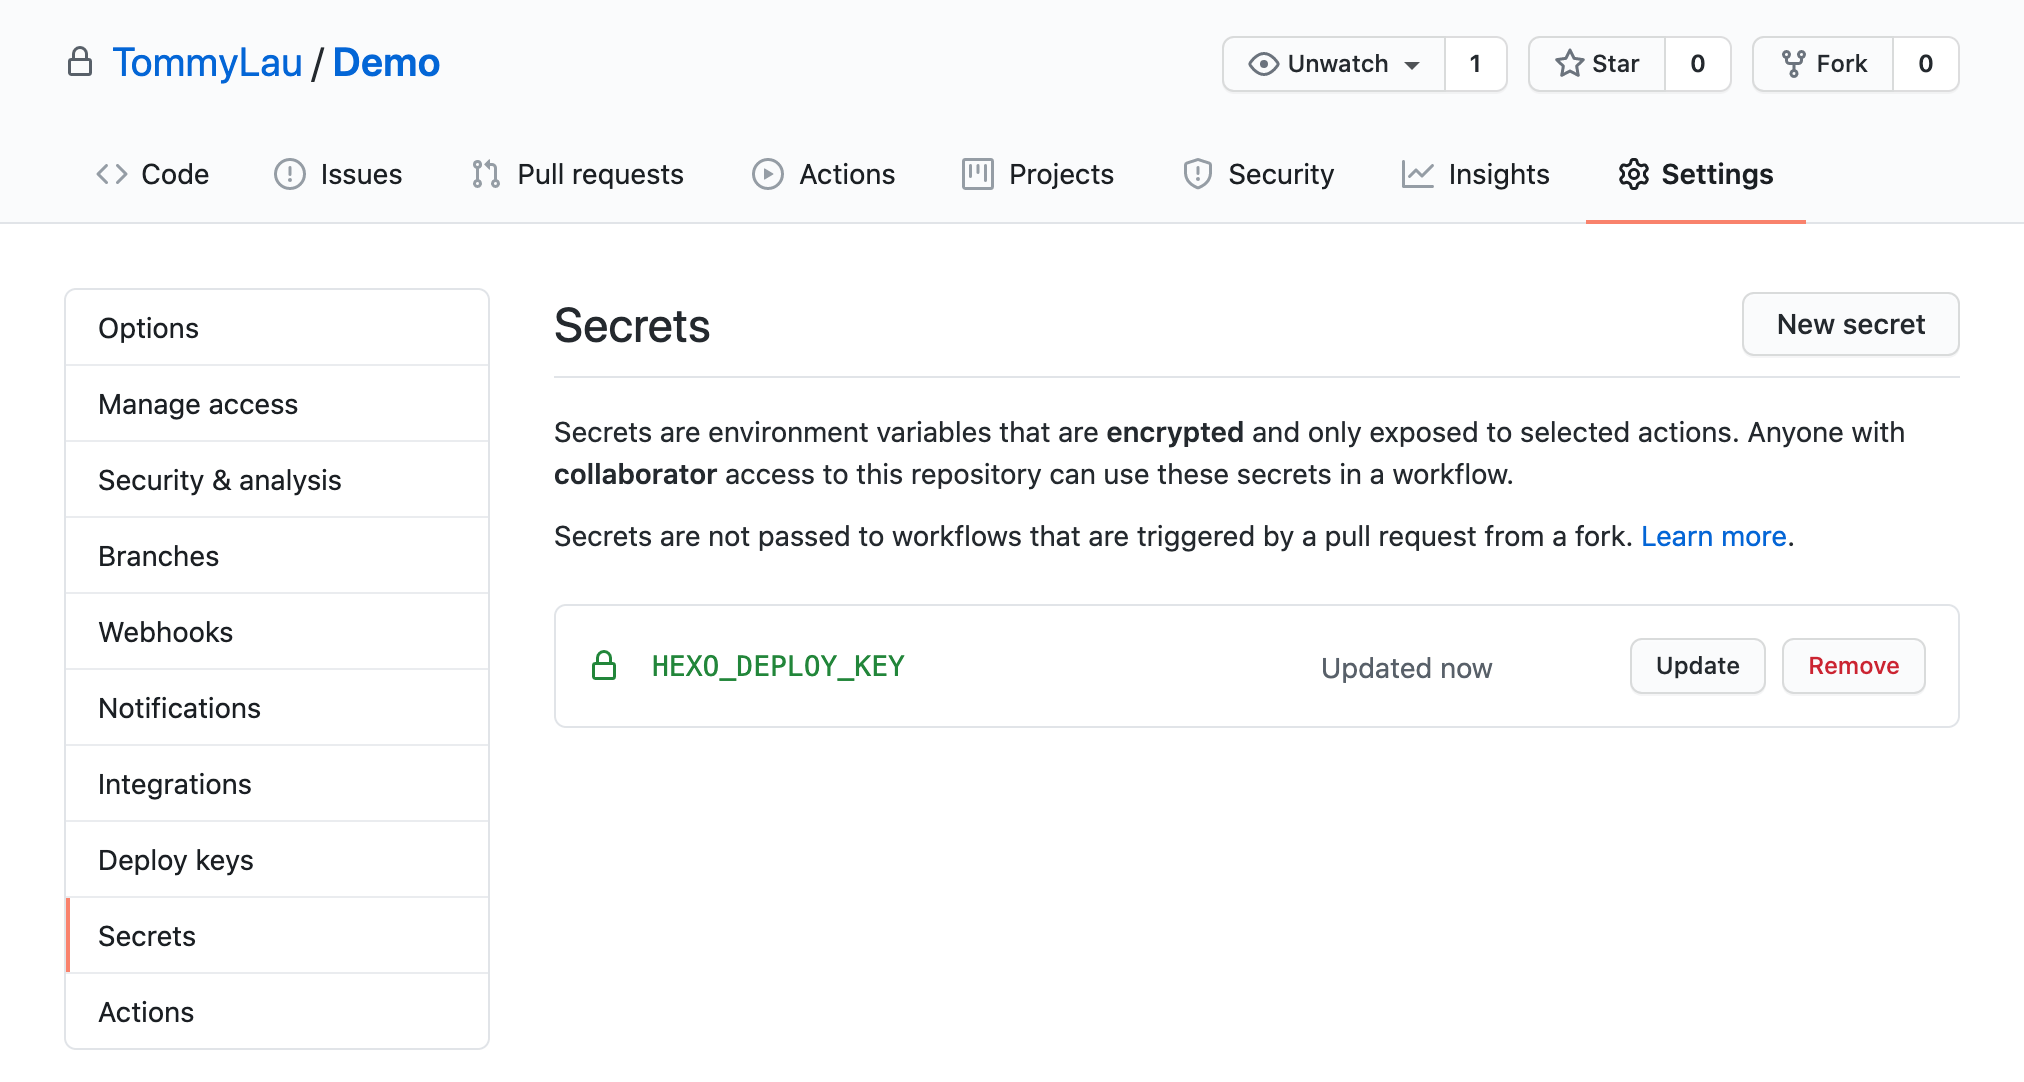 TommyLau / Demo
Unwatch 1 Star 0 Fork 0
Code Issues Pull requests Actions Projects Security Insights Settings
Options
Manage access
Security & analysis
Branches
Webhooks
Notifications
Integrations
Deploy keys
Secrets
Actions
Secrets
New secret
Secrets are environment variables that are encrypted and only exposed to selected actions. Anyone with
collaborator access to this repository can use these secrets in a workflow.
Secrets are not passed to workflows that are triggered by a pull request from a fork. Learn more.
HEXO_DEPLOY_KEY Updated now Update Remove